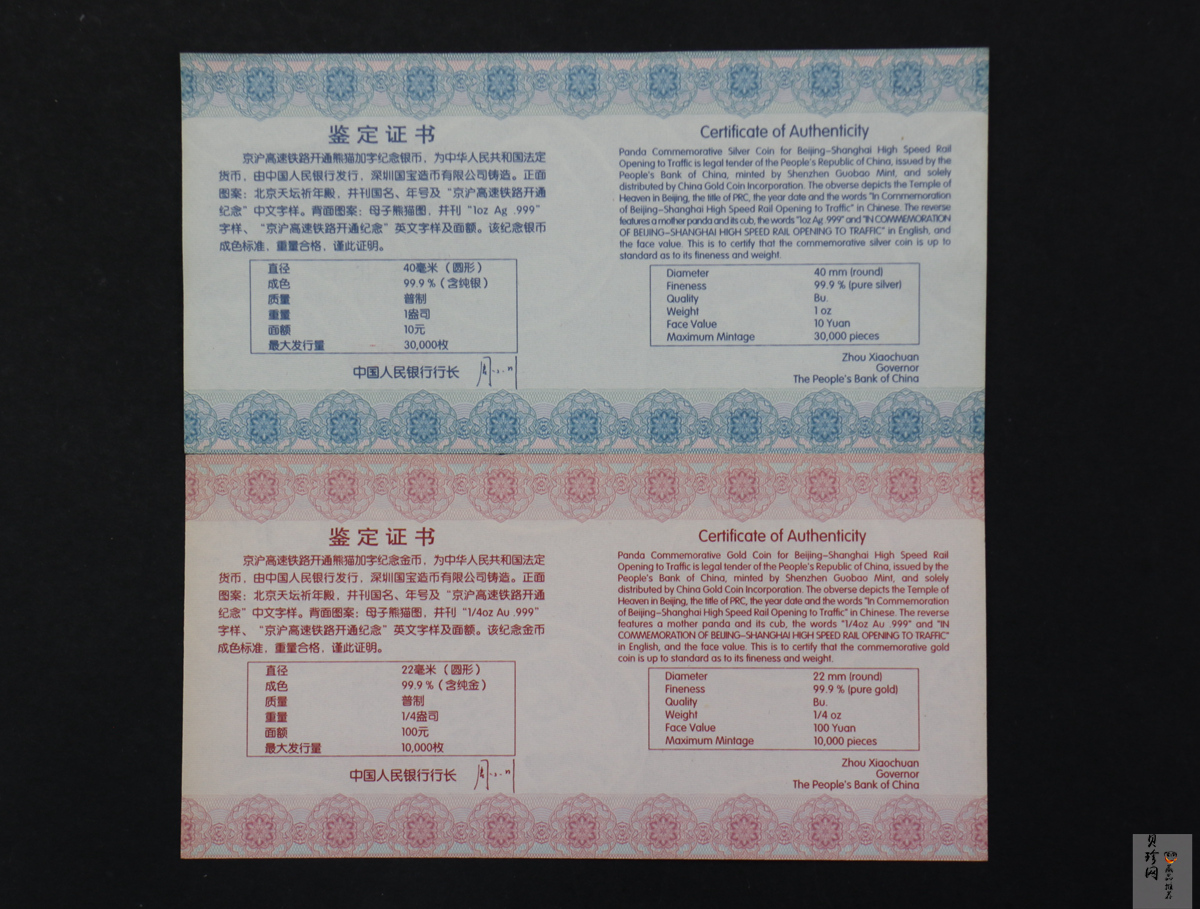 鉴定证书
京沪高速铁路开通熊猫加字纪念银币，为中华人民共和国法定
货币，由中国人民银行发行，深圳国宝造币有限公司铸造。正面
图案：北京天坛祈年殿，并刊国名、年号及“京沪高速铁路开通
纪念”中文字样。背面图案：母子熊猫图，并刊“1oz Ag .999”
字样、“京沪高速铁路开通纪念”英文字样及面额。该纪念银币
成色标准，重量合格，谨此证明。
直径 40毫米（圆形）
成色 99.9％（含纯银）
质量 普制
重量 1盎司
面额 10元
最大发行量 30,000枚
中国人民银行行长
Certificate of Authenticity
Panda Commemorative Silver Coin for Beijing-Shanghai High Speed Rail
Opening to Traffic is legal tender of the People's Republic of China, issued by the
People's Bank of China, minted by Shenzhen Guobao Mint, and solely
distributed by China Gold Coin Incorporation. The obverse depicts the Temple of
Heaven in Beijing, the title of PRC, the year date and the words "In Commemoration
of Beijing-Shanghai High Speed Rail Opening to Traffic" in Chinese. The reverse
features a mother panda and its cub, the words "1oz Ag .999" and "IN COMMEMORATION
OF BEIJING-SHANGHAI HIGH SPEED RAIL OPENING TO TRAFFIC" in English, and
the face value. This is to certify that the commemorative silver coin is up to
standard as to its fineness and weight.
Diameter 40 mm (round)
Fineness 99.9 % (pure silver)
Quality Bu.
Weight 1 oz
Face Value 10 Yuan
Maximum Mintage 30,000 pieces
Zhou Xiaochuan
Governor
The People's Bank of China
鉴定证书
京沪高速铁路开通熊猫加字纪念金币，为中华人民共和国法定
货币，由中国人民银行发行，深圳国宝造币有限公司铸造。正面
图案：北京天坛祈年殿，并刊国名、年号及“京沪高速铁路开通
纪念”中文字样。背面图案：母子熊猫图，并刊“1/4oz Au .999”
字样、“京沪高速铁路开通纪念”英文字样及面额。该纪念金币
成色标准，重量合格，谨此证明。
直径 22毫米（圆形）
成色 99.9％（含纯金）
质量 普制
重量 1/4盎司
面额 100元
最大发行量 10,000枚
中国人民银行行长
Certificate of Authenticity
Panda Commemorative Gold Coin for Beijing-Shanghai High Speed Rail
Opening to Traffic is legal tender of the People's Republic of China, issued by the
People's Bank of China, minted by Shenzhen Guobao Mint, and solely
distributed by China Gold Coin Incorporation. The obverse depicts the Temple of
Heaven in Beijing, the title of PRC, the year date and the words "In Commemoration
of Beijing-Shanghai High Speed Rail Opening to Traffic" in Chinese. The reverse
features a mother panda and its cub, the words "1/4oz Au .999" and "IN
COMMEMORATION OF BEIJING-SHANGHAI HIGH SPEED RAIL OPENING TO TRAFFIC"
in English, and the face value. This is to certify that the commemorative gold
coin is up to standard as to its fineness and weight.
Diameter 22 mm (round)
Fineness 99.9 % (pure gold)
Quality Bu.
Weight 1/4 oz
Face Value 100 Yuan
Maximum Mintage 10,000 pieces
Zhou Xiaochuan
Governor
The People's Bank of China
贝珍网